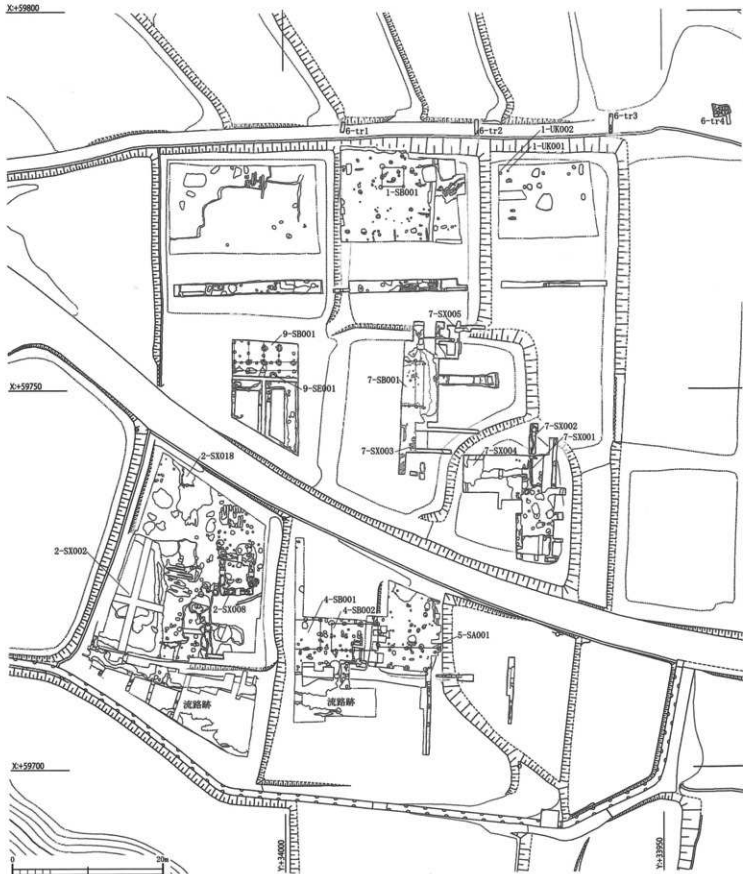 X:+59800
6-tr1
6-tr2
6-tr3
6-tr4
1-UK002
1-UK001
1-SB001
7-SX005
9-SB001
X:+59750
9-SE001
7-SB001
7-SX002
7-SX001
7-SX003
7-SX004
2-SX018
2-SX002
2-SX008
4-SB001
4-SB002
5-SA001
流路跡
流路跡
X:+59700
Y:+34000
Y:+33950
0
20m